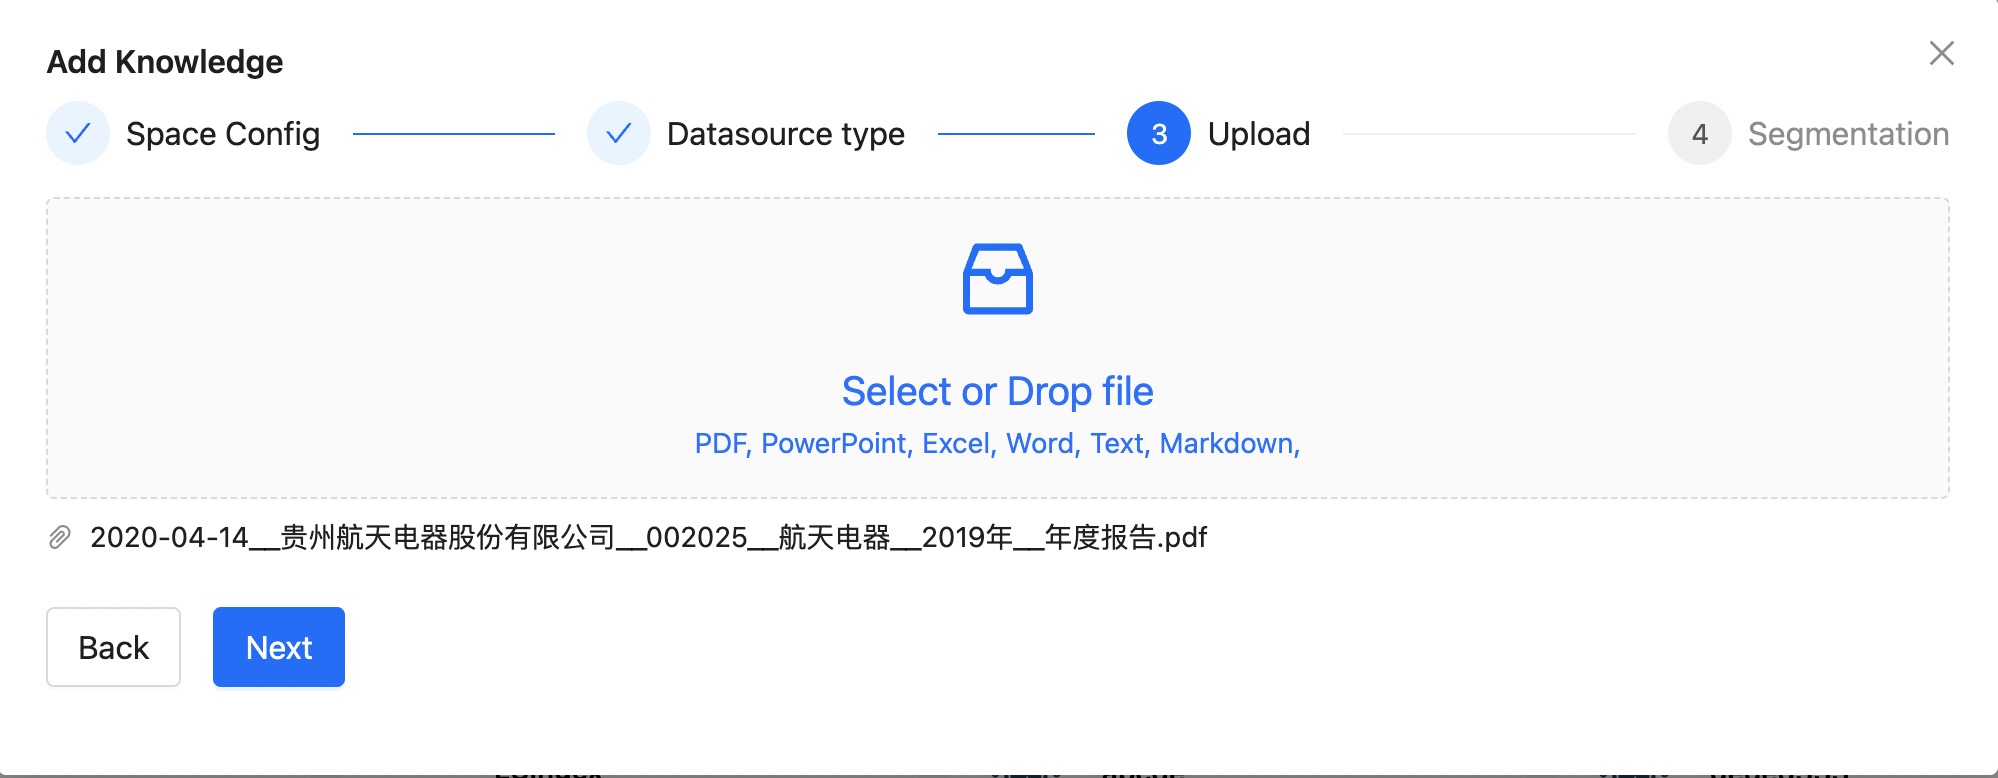 Add Knowledge
Space Config
Datasource type
3 Upload
4 Segmentation
Select or Drop file
PDF, PowerPoint, Excel, Word, Text, Markdown,
2020-04-14__贵州航天电器股份有限公司__002025__航天电器__2019年__年度报告.pdf
Back
Next